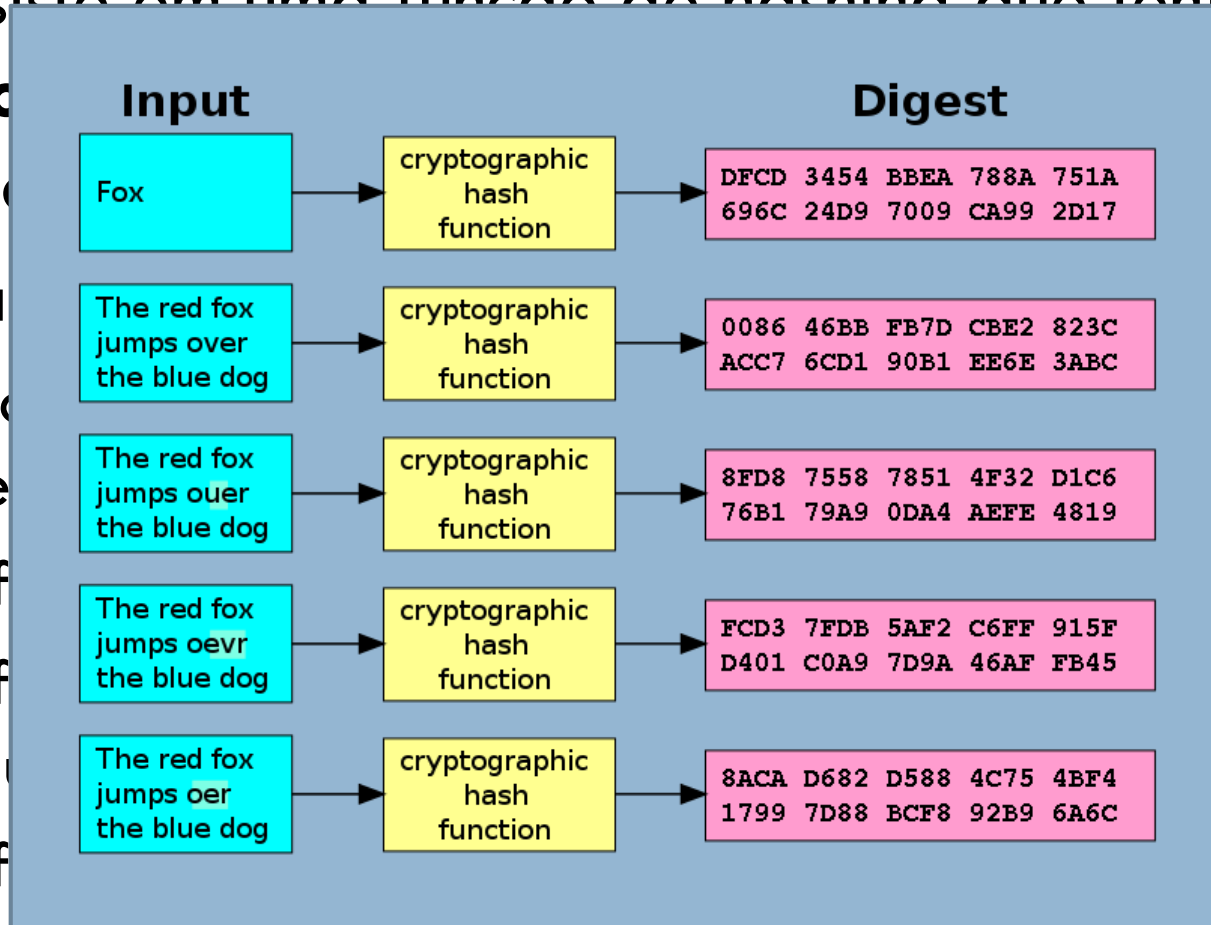 Input
Digest
Fox
cryptographic
hash
function
DFCD 3454 BBEA 788A 751A
696C 24D9 7009 CA99 2D17
The red fox
jumps over
the blue dog
cryptographic
hash
function
0086 46BB FB7D CBE2 823C
ACC7 6CD1 90B1 EE6E 3ABC
The red fox
jumps ouer
the blue dog
cryptographic
hash
function
8FD8 7558 7851 4F32 D1C6
76B1 79A9 0DA4 AEFE 4819
The red fox
jumps oevr
the blue dog
cryptographic
hash
function
FCD3 7FDB 5AF2 C6FF 915F
D401 C0A9 7D9A 46AF FB45
The red fox
jumps oer
the blue dog
cryptographic
hash
function
8ACA D682 D588 4C75 4BF4
1799 7D88 BCF8 92B9 6A6C